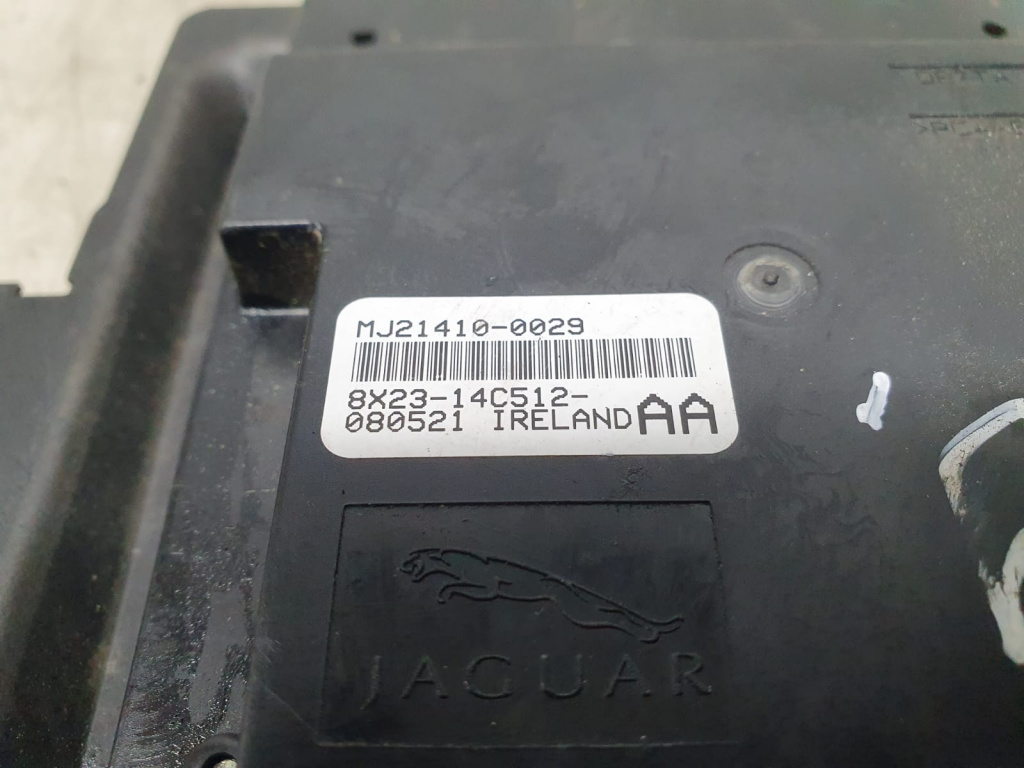 MJ21410-0029
8X23-14C512-
080521 IRELAND AA
JAGUAR